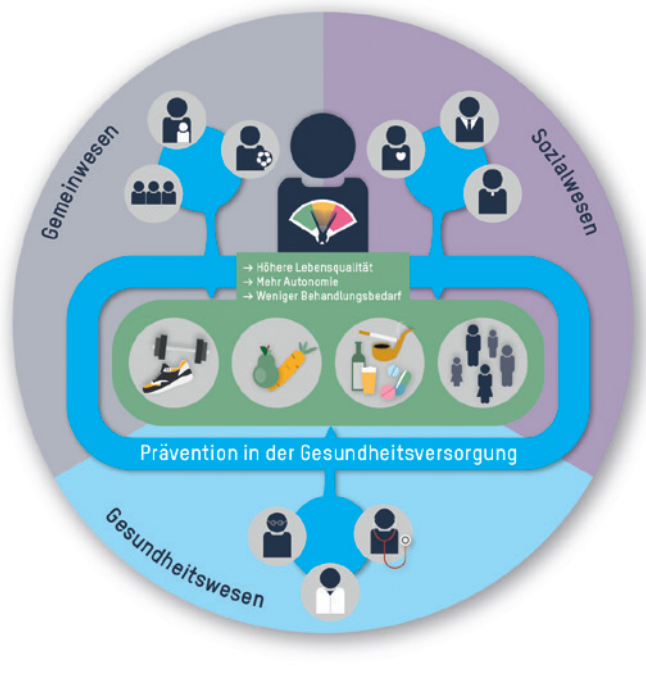 Gemeinwesen
Sozialwesen
→ Höhere Lebensqualität
→ Mehr Autonomie
→ Weniger Behandlungsbedarf
Prävention in der Gesundheitsversorgung
Gesundheitswesen